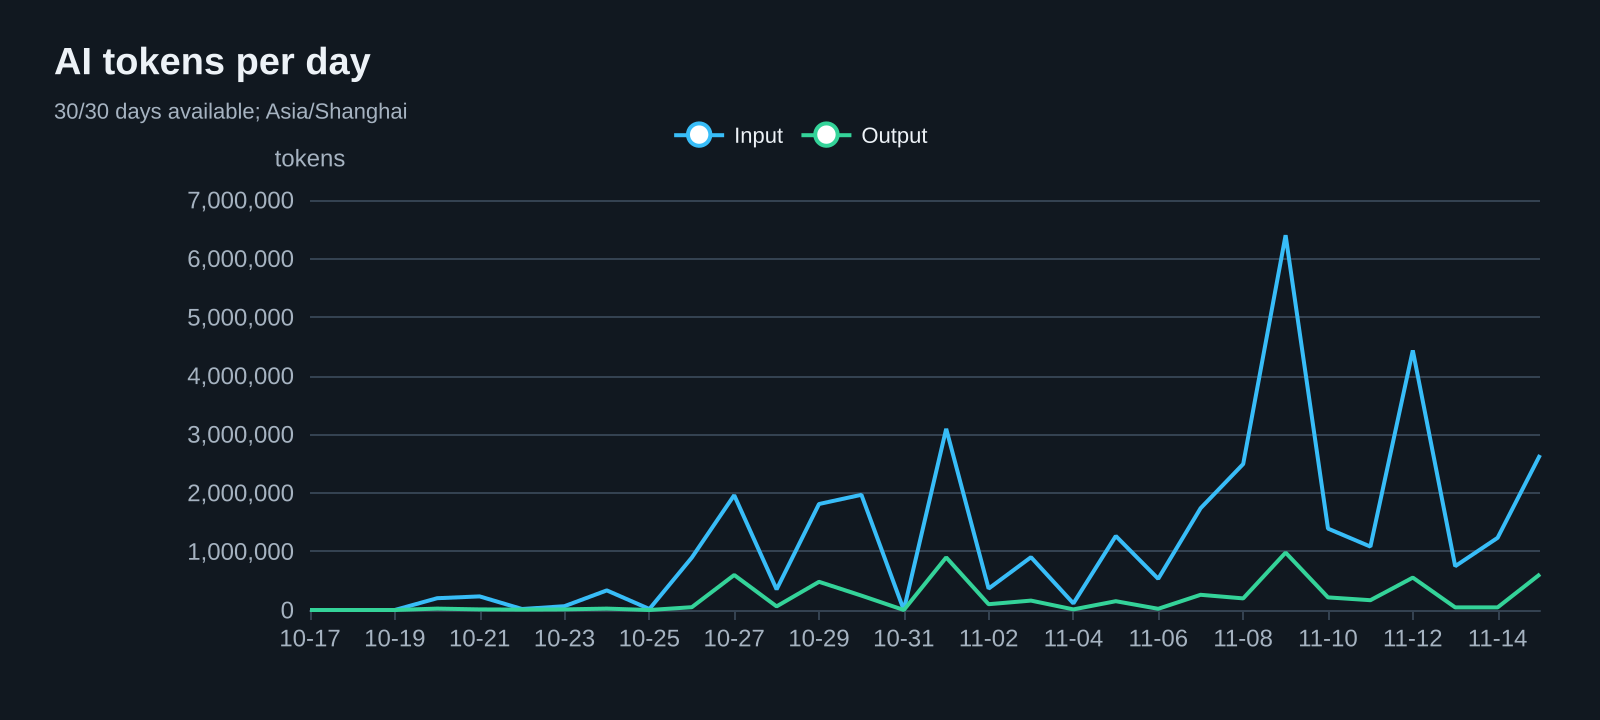 AI tokens per day
30/30 days available; Asia/Shanghai
Input Output
tokens
7,000,000
6,000,000
5,000,000
4,000,000
3,000,000
2,000,000
1,000,000
0
10-17 10-19 10-21 10-23 10-25 10-27 10-29 10-31 11-02 11-04 11-06 11-08 11-10 11-12 11-14